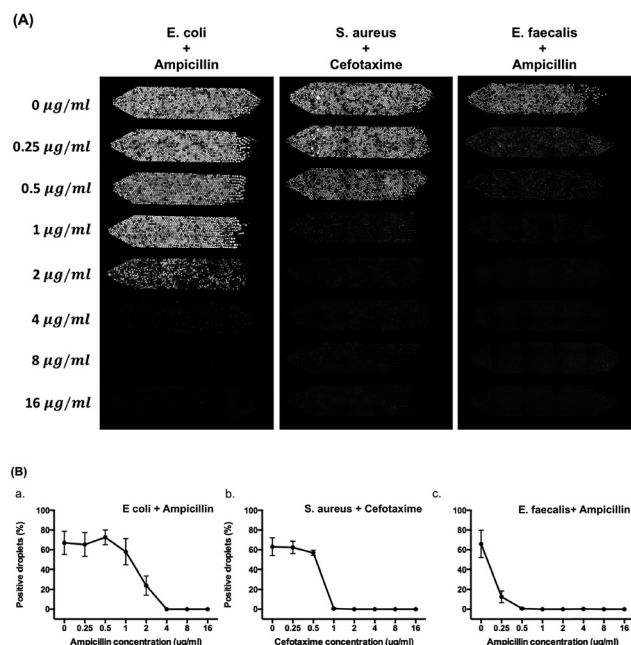 (A)
E. coli
+
Ampicillin
S. aureus
+
Cefotaxime
E. faecalis
+
Ampicillin
0 μg/ml
0.25 μg/ml
0.5 μg/ml
1 μg/ml
2 μg/ml
4 μg/ml
8 μg/ml
16 μg/ml
(B)
a.
E coli + Ampicillin
Positive droplets (%)
100
80
60
40
20
0
0 0.25 0.5 1 2 4 8 16
Ampicillin concentration (ug/ml)
b.
S. aureus + Cefotaxime
Positive droplets (%)
100
80
60
40
20
0
0 0.25 0.5 1 2 4 8 16
Cefotaxime concentration (ug/ml)
c.
E. faecalis+ Ampicillin
Positive droplets (%)
100
80
60
40
20
0
0 0.25 0.5 1 2 4 8 16
Ampicillin concentration (ug/ml)